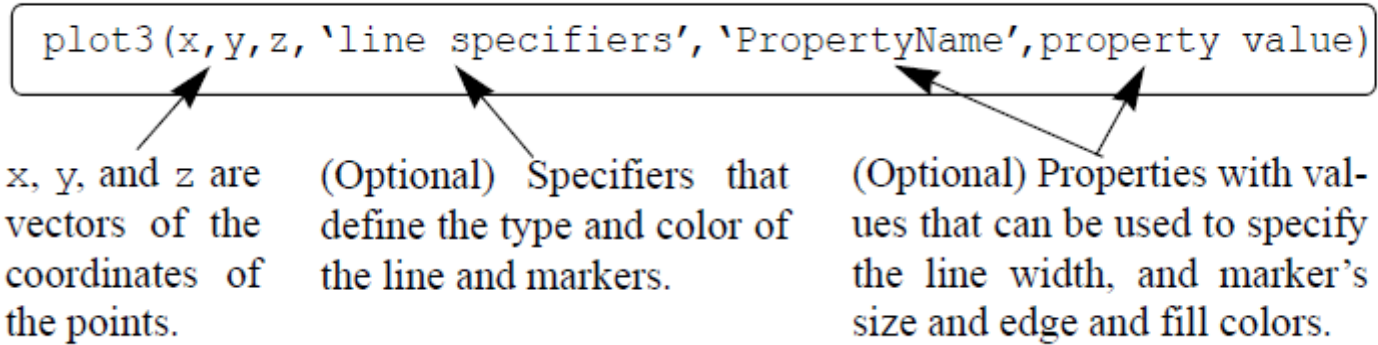 plot3(x,y,z,‘line specifiers’,‘PropertyName’,property value)
x, y, and z are
vectors of the
coordinates of
the points.
(Optional) Specifiers that
define the type and color of
the line and markers.
(Optional) Properties with val-
ues that can be used to specify
the line width, and marker’s
size and edge and fill colors.